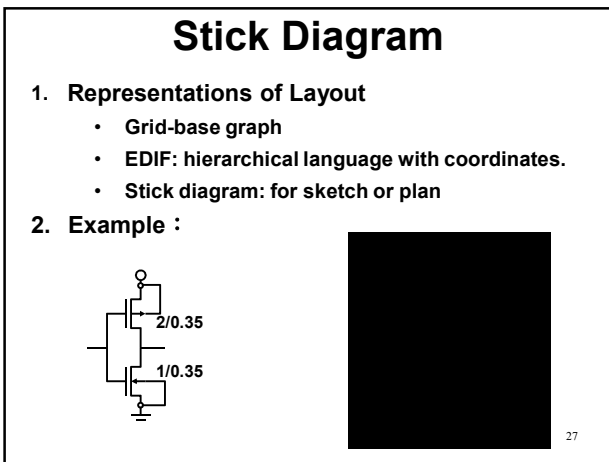 Stick Diagram
1. Representations of Layout
• Grid-base graph
• EDIF: hierarchical language with coordinates.
• Stick diagram: for sketch or plan
2. Example：
2/0.35
1/0.35
27